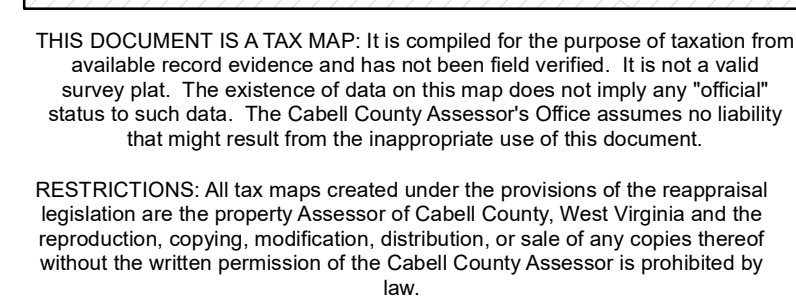 THIS DOCUMENT IS A TAX MAP: It is compiled for the purpose of taxation from
available record evidence and has not been field verified.  It is not a valid
survey plat.  The existence of data on this map does not imply any "official"
status to such data.  The Cabell County Assessor's Office assumes no liability
that might result from the inappropriate use of this document.
RESTRICTIONS: All tax maps created under the provisions of the reappraisal
legislation are the property Assessor of Cabell County, West Virginia and the
reproduction, copying, modification, distribution, or sale of any copies thereof
without the written permission of the Cabell County Assessor is prohibited by
law.